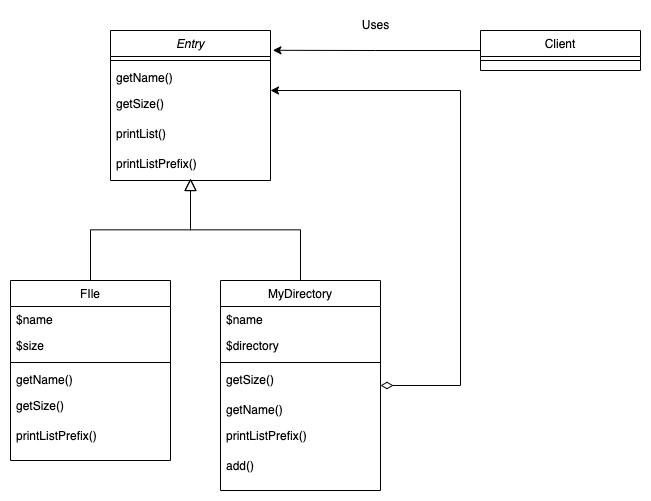 Uses
Entry
Client
getName()
getSize()
printList()
printListPrefix()
FIle
$name
$size
getName()
getSize()
printListPrefix()
MyDirectory
$name
$directory
getSize()
getName()
printListPrefix()
add()